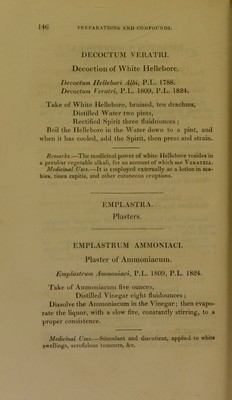 146 PREPARATIONS AND COMPOUNDS.
DECOCTUM VERATRI.
Decoction of White Hellebore.
Decoctum Hellebori Albi, P.L. 1788.
Decoctum Veratri, P.L. 1809, P.L. 1824.
Take of White Hellebore, bruised, ten drachms,
Distilled Water two pints,
Rectified Spirit three fluidounces;
Boil the Hellebore in the Water down to a pint, and
when it has cooled, add the Spirit, then press and strain.
Remarks.—The medicinal power of white Hellebore resides in
a peculiar vegetable alkali, for an account of which see VERATRIA.
Medicinal Uses.—It is employed externally as a lotion in sca-
bies, tinea capitis, and other cutaneous eruptions.
EMPLASTRA.
Plasters.
EMPLASTRUM AMMONIACI.
Plaster of Ammoniacum.
Emplastrum Ammoniaci, P.L. 1809, P.L. 1824.
Take of Ammoniacum five ounces,
Distilled Vinegar eight fluidounces;
Dissolve the Ammoniacum in the Vinegar; then evapo-
rate the liquor, with a slow fire, constantly stirring, to a
proper consistence.
Medicinal Uses.—Stimulant and discutient, applied to white
swellings, scrofulous tumours, &c.